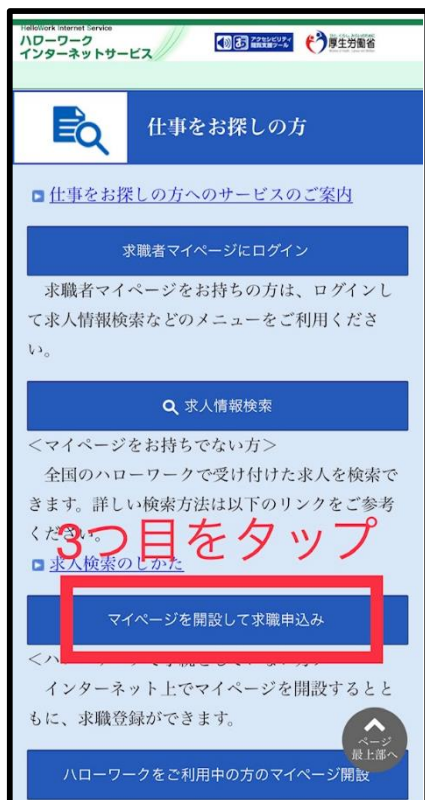 HelloWork Internet Service
ハローワーク
インターネットサービス
アクセシビリティ
閲覧支援ツール
厚生労働省
仕事をお探しの方
仕事をお探しの方へのサービスのご案内
求職者マイページにログイン
求職者マイページをお持ちの方は、ログインし
て求人情報検索などのメニューをご利用くださ
い。
求人情報検索
<マイページをお持ちでない方>
全国のハローワークで受け付けた求人を検索で
きます。詳しい検索方法は以下のリンクをご参考
ください。
3つ目をタップ
求人検索のしかた
マイページを開設して求職申込み
インターネット上でマイページを開設するとと
もに、求職登録ができます。
ページ
最上部へ
ハローワークをご利用中の方のマイページ開設